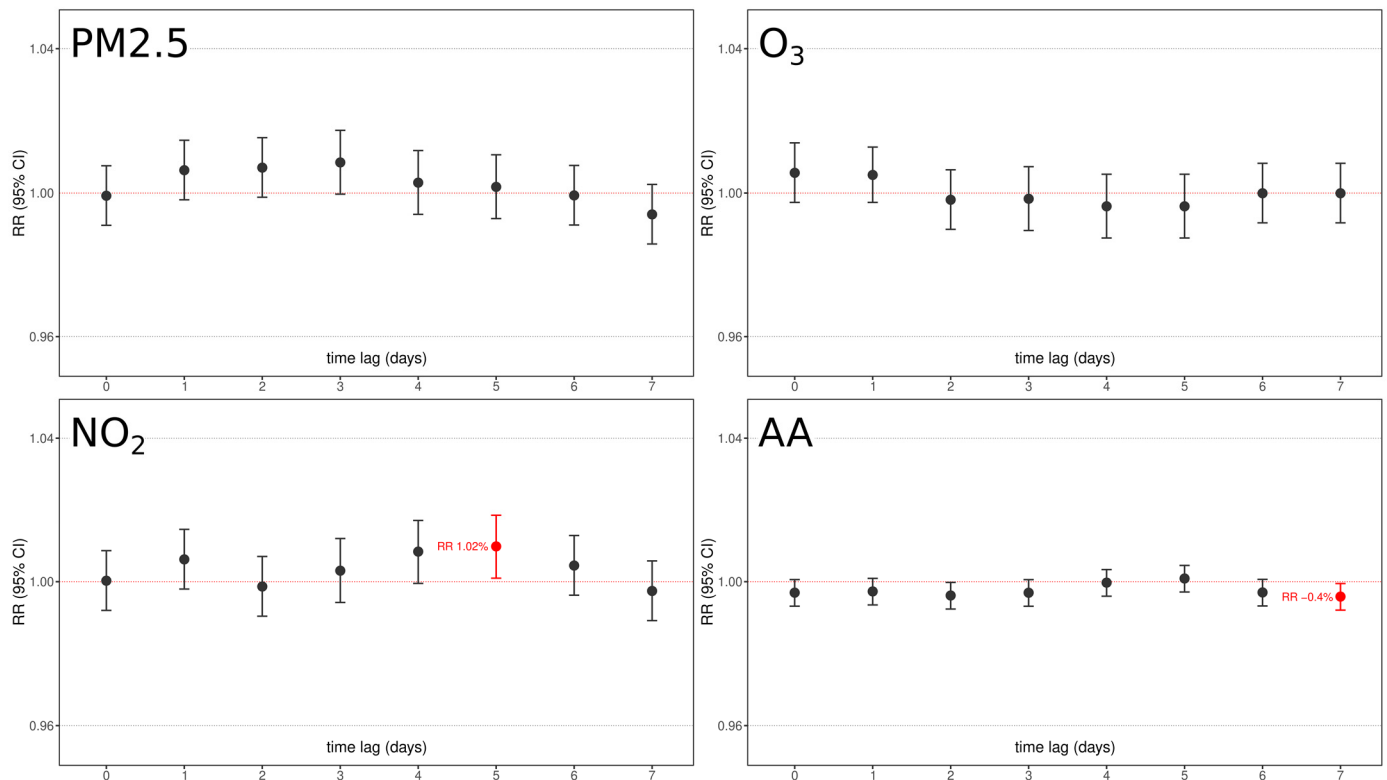 PM2.5
1.04
1.00
0.96
RR (95% CI)
time lag (days)
0 1 2 3 4 5 6 7
O₃
1.04
1.00
0.96
RR (95% CI)
time lag (days)
0 1 2 3 4 5 6 7
NO₂
1.04
1.00
0.96
RR (95% CI)
RR 1.02%
time lag (days)
0 1 2 3 4 5 6 7
AA
1.04
1.00
0.96
RR (95% CI)
RR −0.4%
time lag (days)
0 1 2 3 4 5 6 7